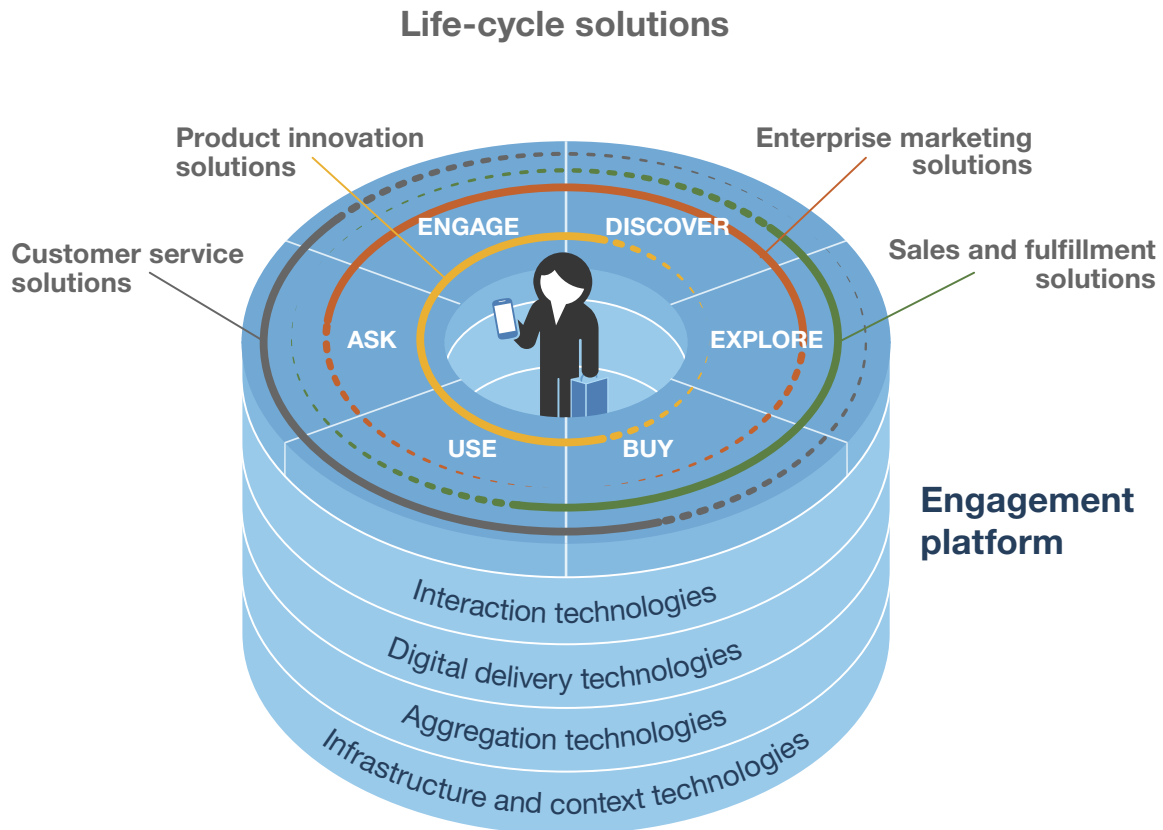 Life-cycle solutions
Product innovation
solutions
Enterprise marketing
solutions
Customer service
solutions
Sales and fulfillment
solutions
ENGAGE
DISCOVER
ASK
EXPLORE
USE
BUY
Engagement
platform
Interaction technologies
Digital delivery technologies
Aggregation technologies
Infrastructure and context technologies